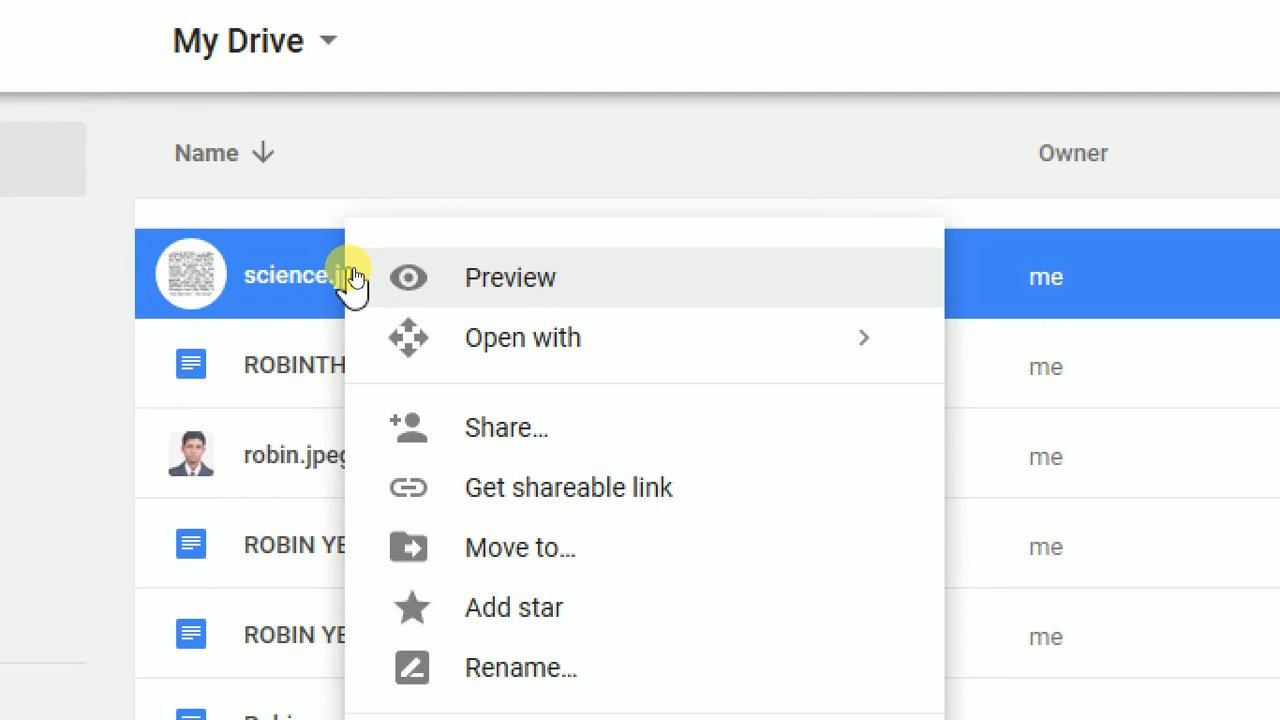 My Drive
Name
Owner
science.j
Preview
me
Open with
ROBINTH
me
Share...
robin.jpeg
me
Get shareable link
ROBIN YE
Move to...
me
Add star
ROBIN YE
me
Rename...